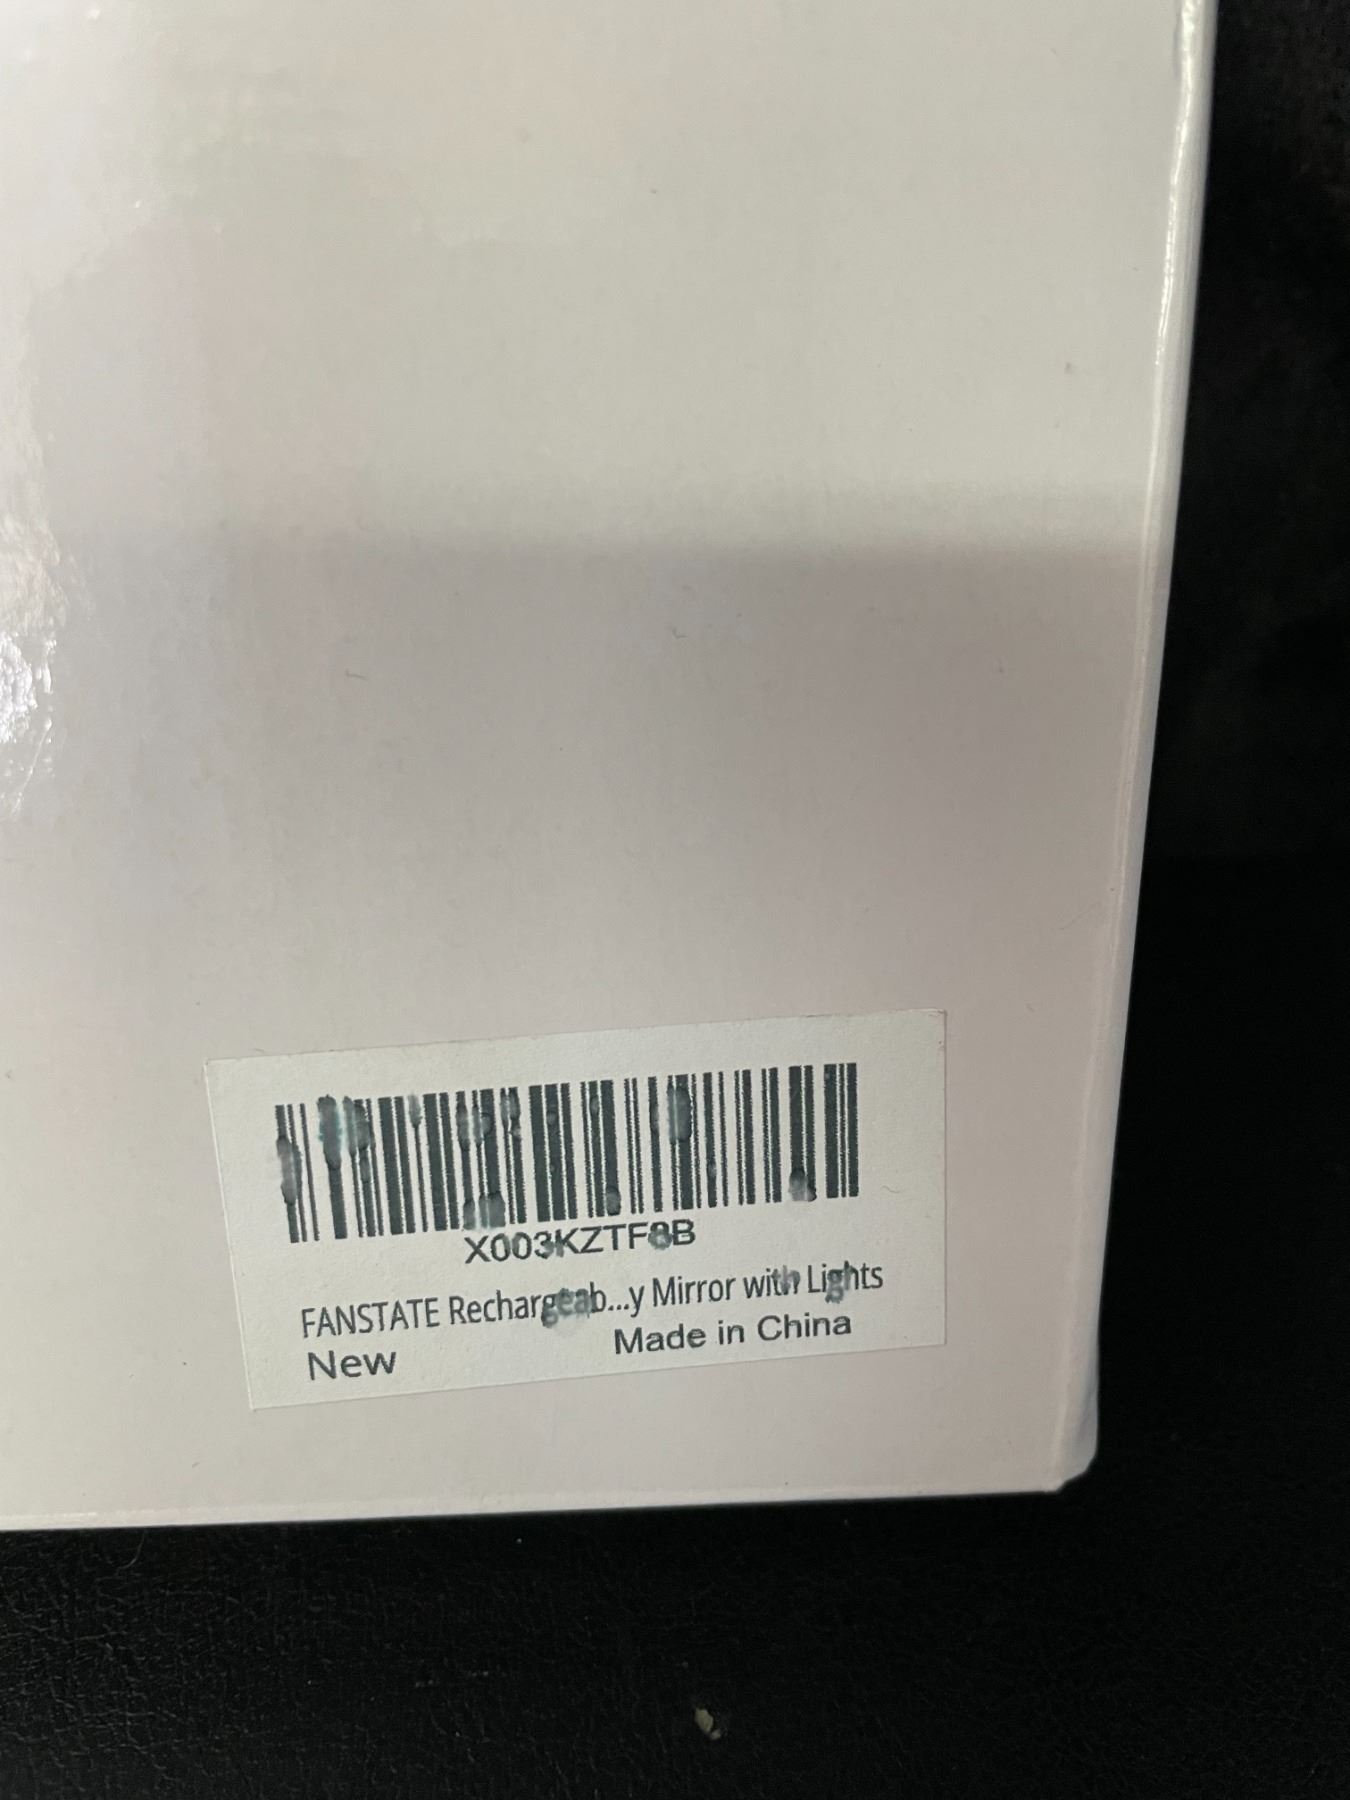 X003KZTF8B
FANSTATE Rechargeab...y Mirror with Lights
New
Made in China